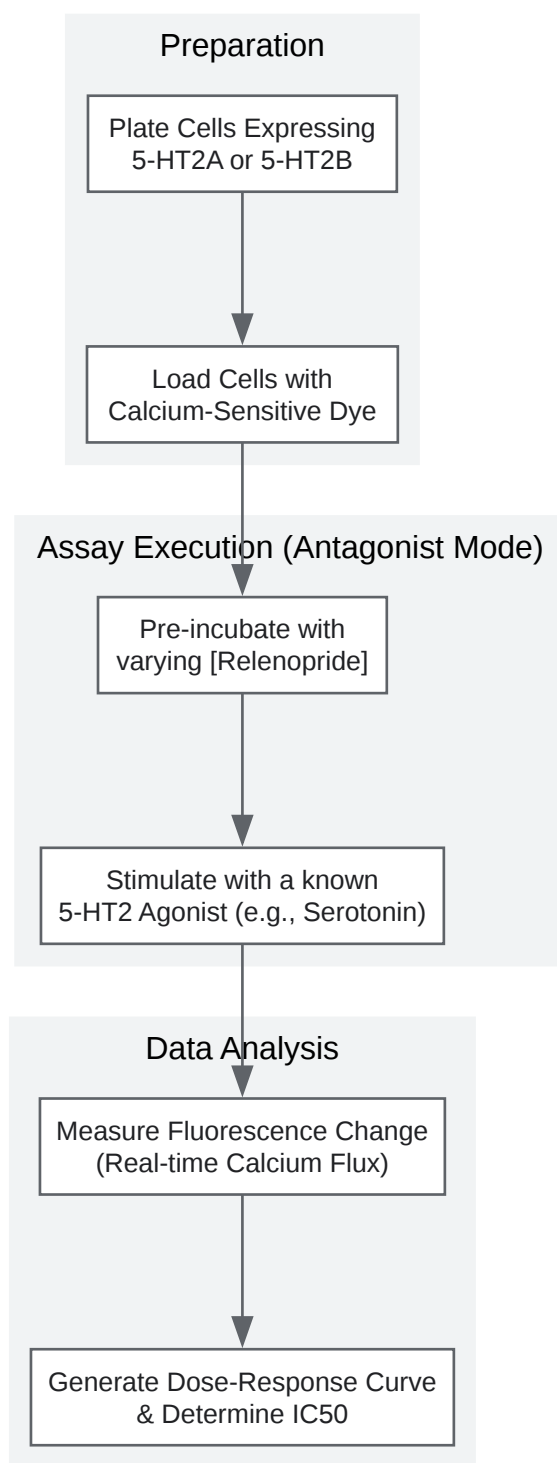 Preparation
Plate Cells Expressing
5-HT2A or 5-HT2B
Load Cells with
Calcium-Sensitive Dye
Assay Execution (Antagonist Mode)
Pre-incubate with
varying [Relenopride]
Stimulate with a known
5-HT2 Agonist (e.g., Serotonin)
Data Analysis
Measure Fluorescence Change
(Real-time Calcium Flux)
Generate Dose-Response Curve
& Determine IC50